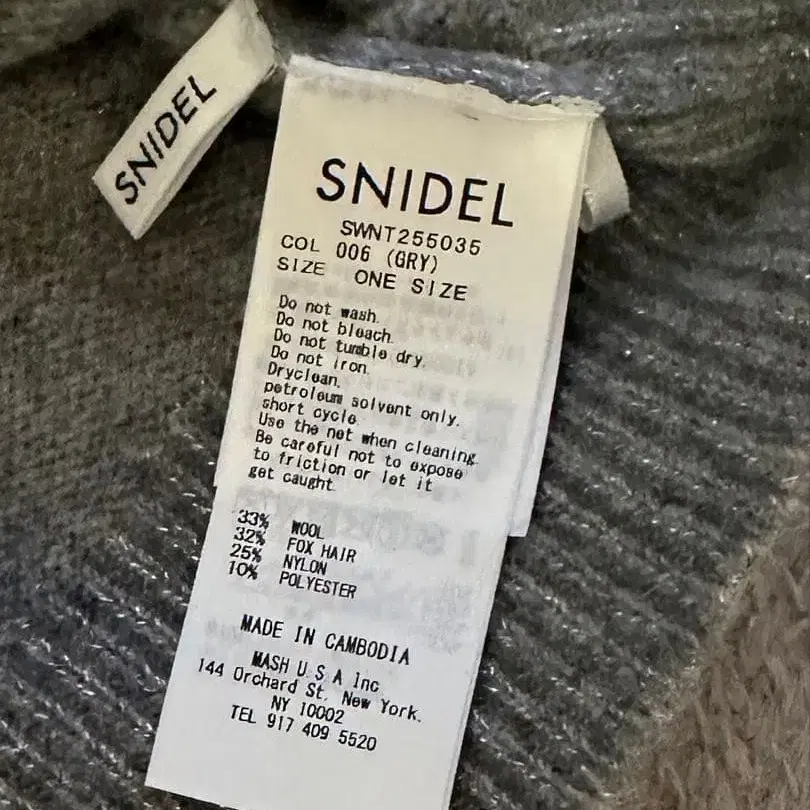 SNIDEL
SNIDEL
SWNT255035
COL 006 (GRY)
SIZE ONE SIZE
Do not wash.
Do not bleach.
Do not tumble dry.
Do not iron.
Dryclean,
petroleum solvent only.
short cycle.
Use the net when cleaning.
Be careful not to expose
to friction or let it
get caught.
33% WOOL
32% FOX HAIR
25% NYLON
10% POLYESTER
MADE IN CAMBODIA
MASH U.S.A Inc
144 Orchard St. New York.
NY 10002
TEL 917 409 5520